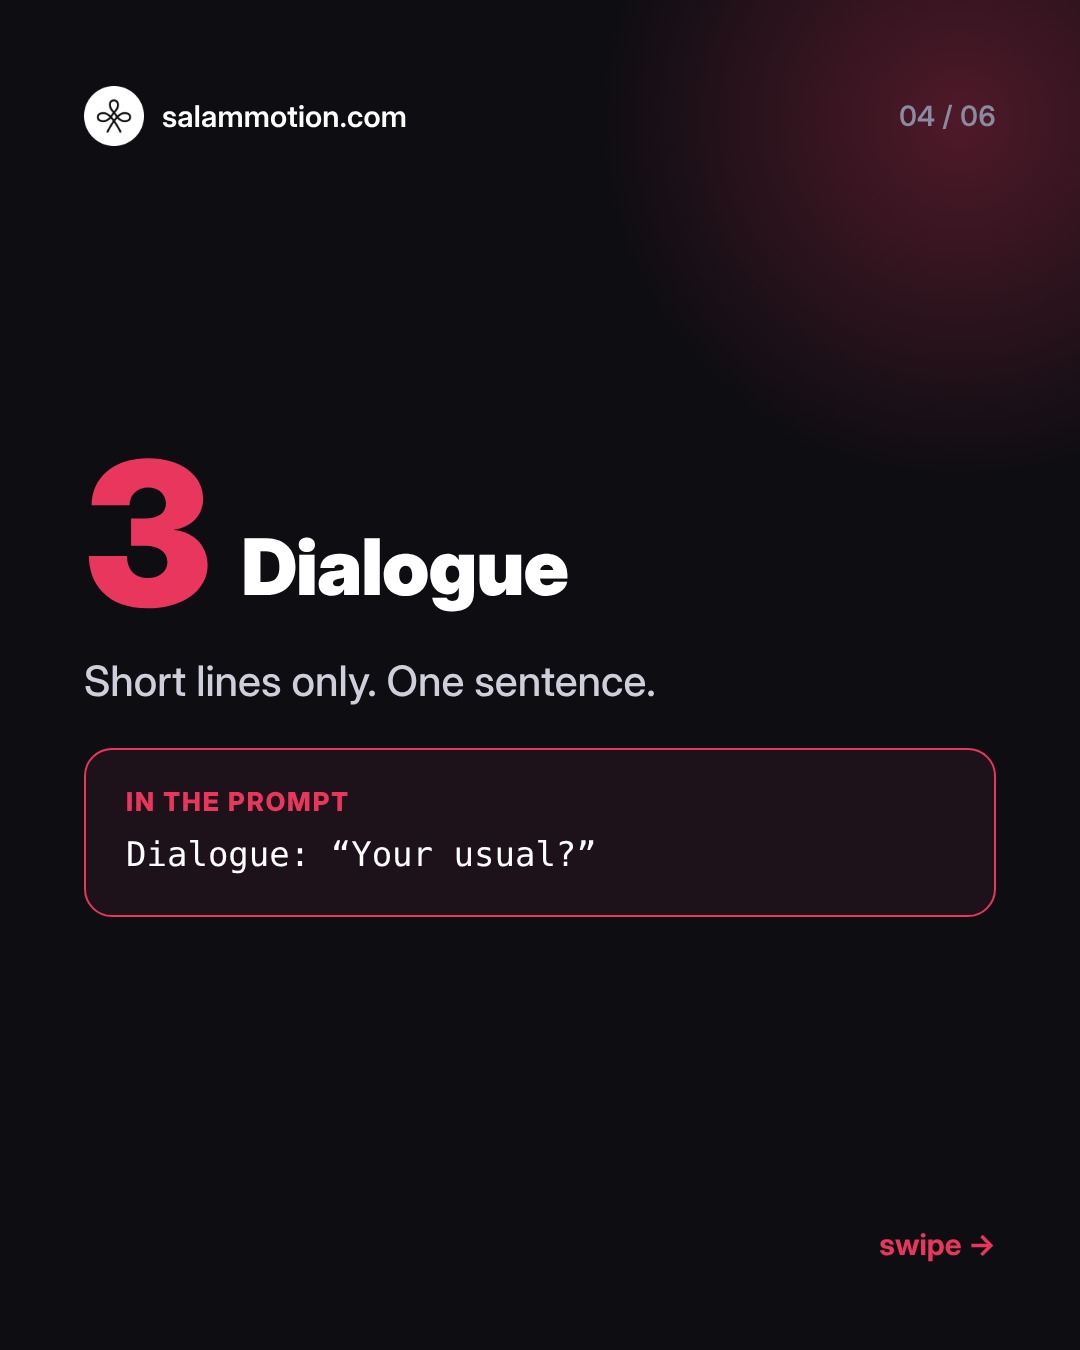 salammotion.com
04 / 06
3 Dialogue
Short lines only. One sentence.
IN THE PROMPT
Dialogue: “Your usual?”
swipe →